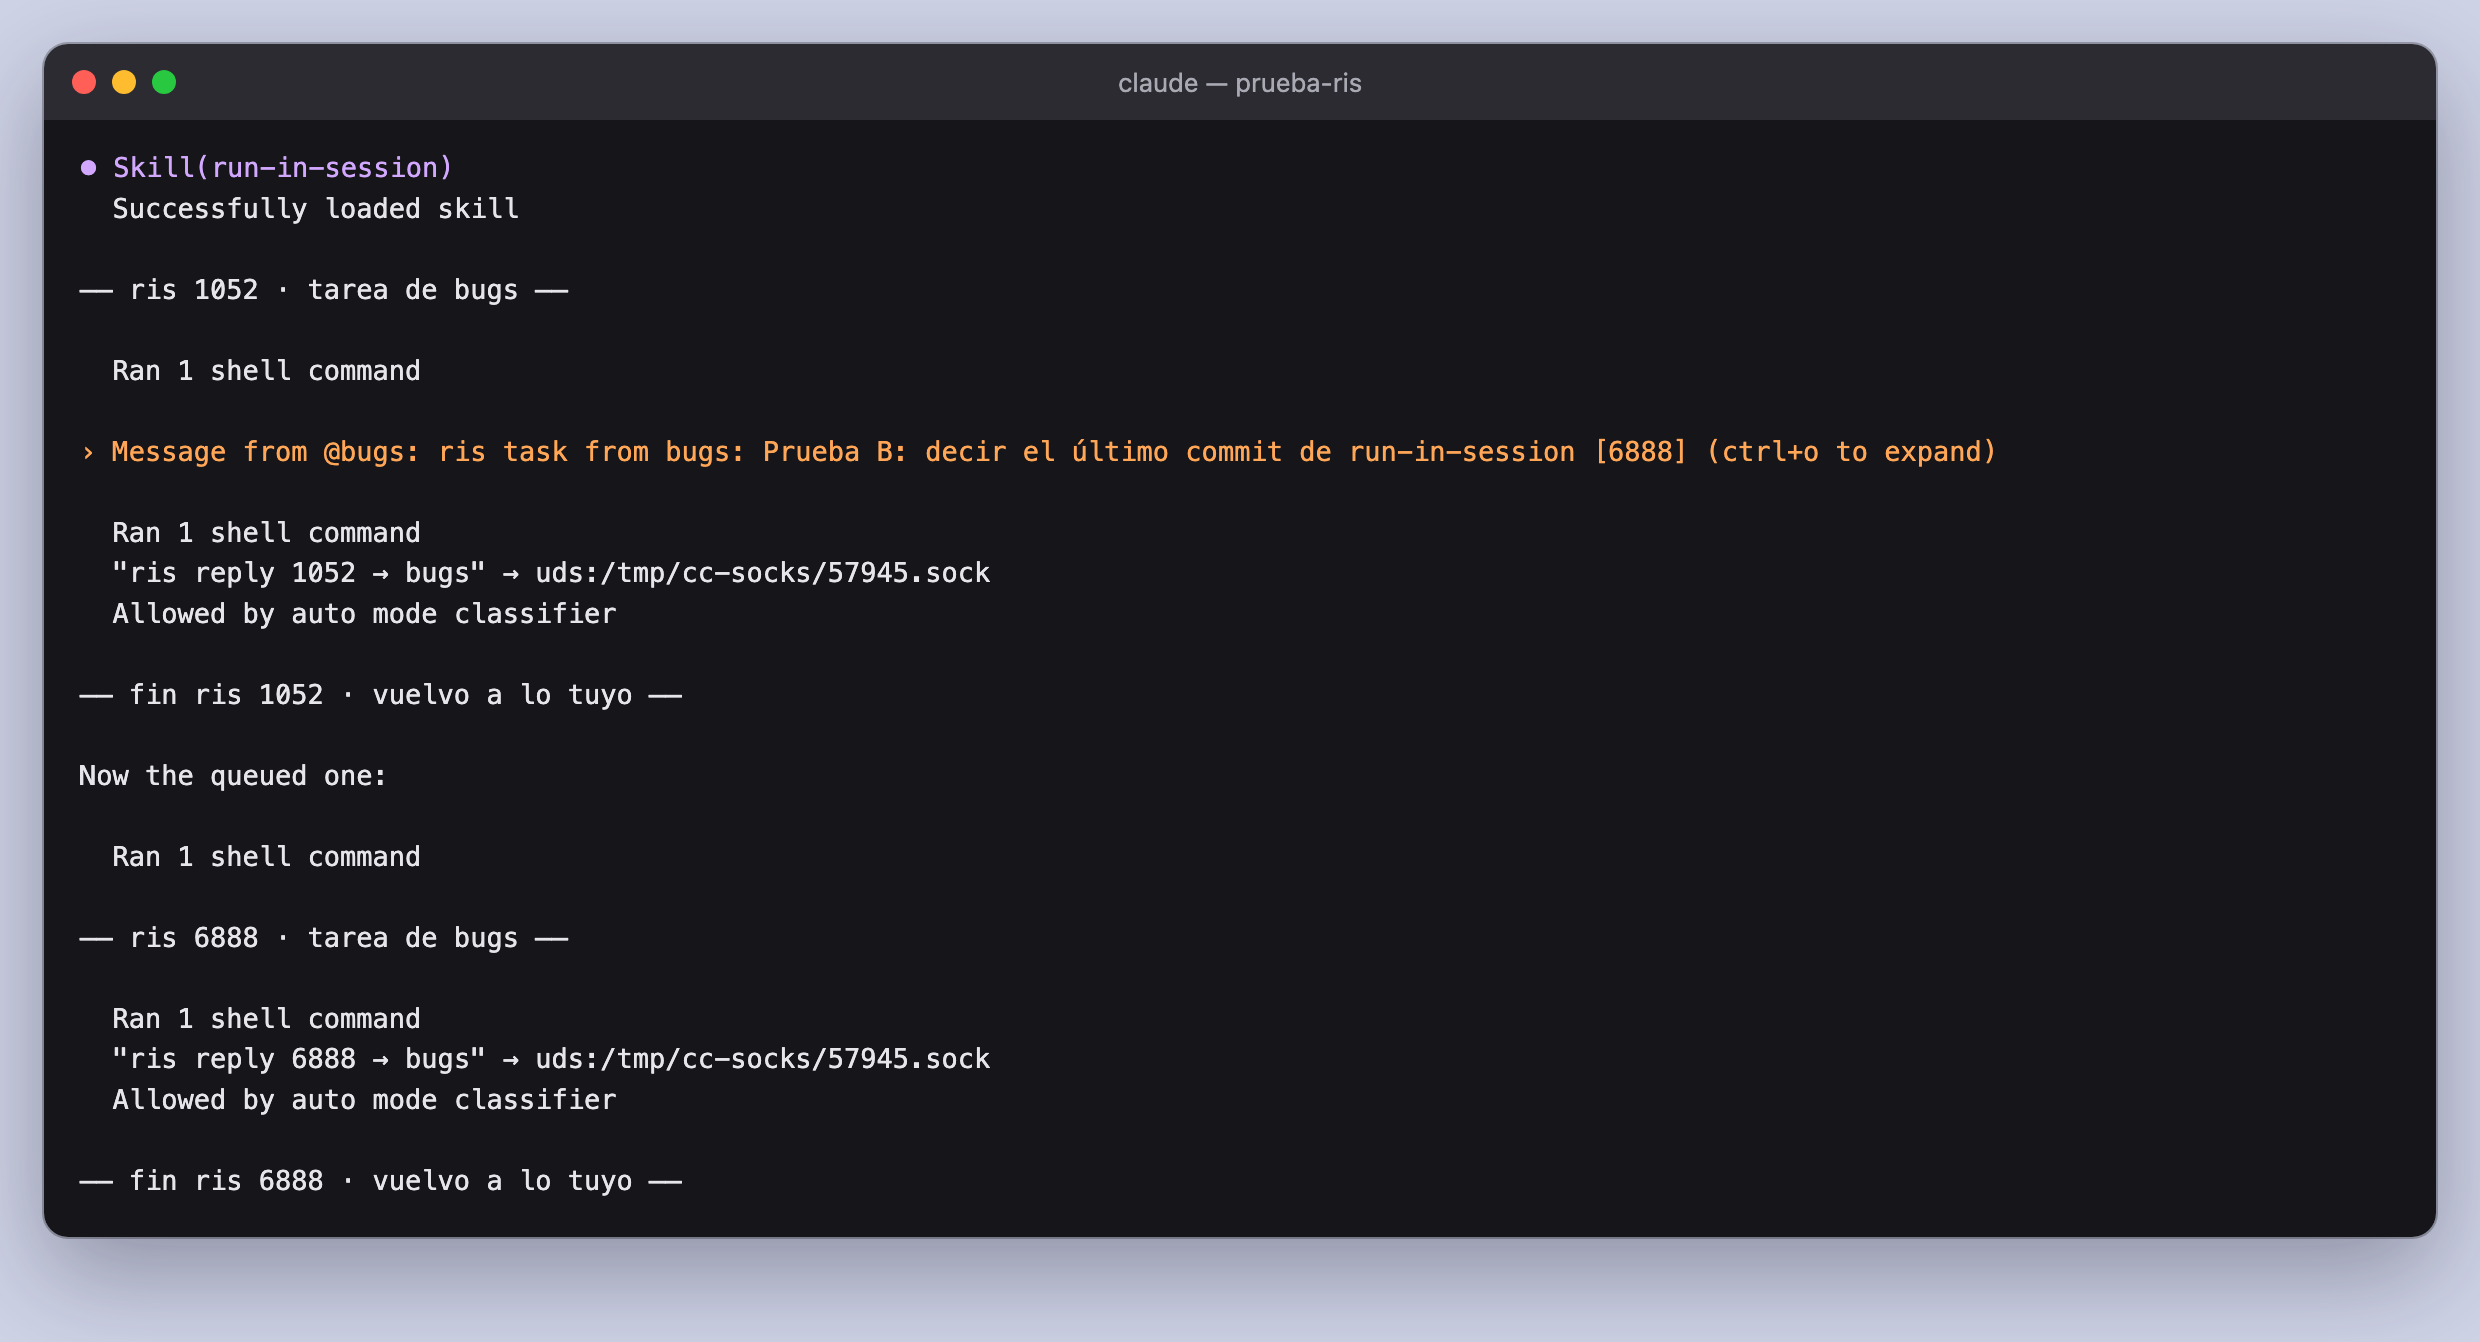 claude — prueba-ris
● Skill(run-in-session)
Successfully loaded skill
── ris 1052 · tarea de bugs ──
Ran 1 shell command
› Message from @bugs: ris task from bugs: Prueba B: decir el último commit de run-in-session [6888] (ctrl+o to expand)
Ran 1 shell command
"ris reply 1052 → bugs" → uds:/tmp/cc-socks/57945.sock
Allowed by auto mode classifier
── fin ris 1052 · vuelvo a lo tuyo ──
Now the queued one:
Ran 1 shell command
── ris 6888 · tarea de bugs ──
Ran 1 shell command
"ris reply 6888 → bugs" → uds:/tmp/cc-socks/57945.sock
Allowed by auto mode classifier
── fin ris 6888 · vuelvo a lo tuyo ──